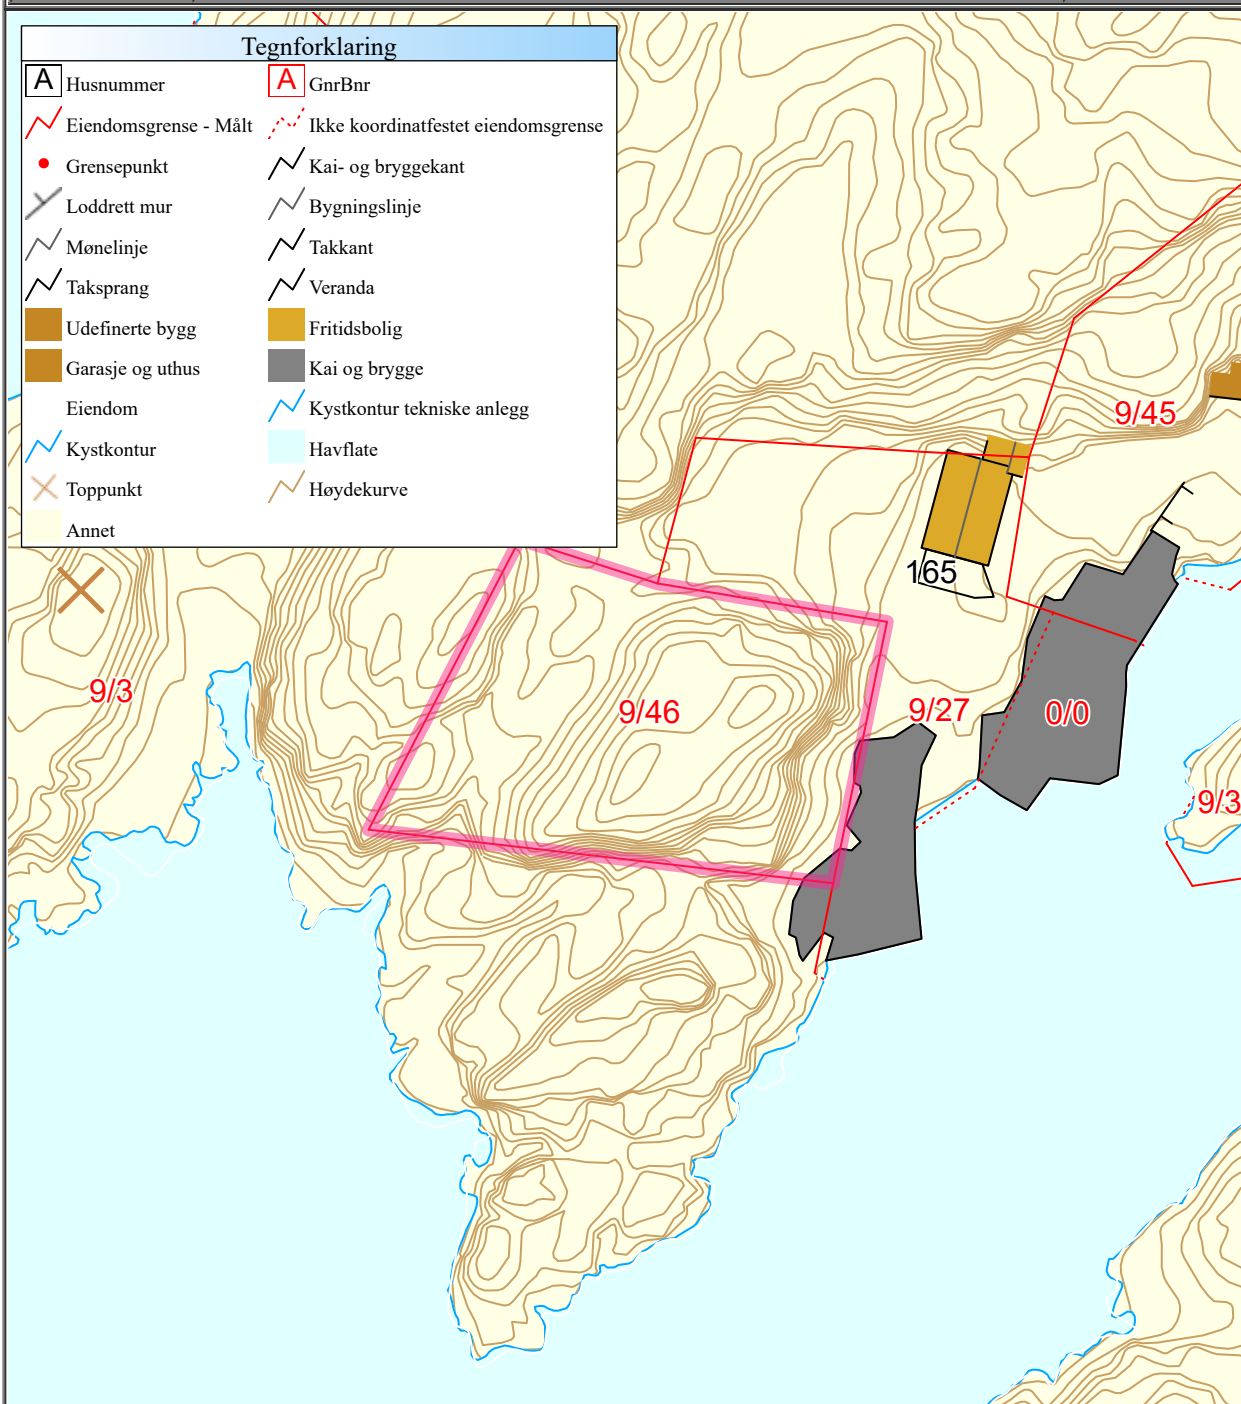 Tegnforklaring
A Husnummer A GnrBnr
Eiendomsgrense - Målt Ikke koordinatfestet eiendomsgrense
Grensepunkt Kai- og bryggekant
Loddrett mur Bygningslinje
Mønelinje Takkant
Taksprang Veranda
Udefinerte bygg Fritidsbolig
Garasje og uthus Kai og brygge
Eiendom Kystkontur tekniske anlegg
Kystkontur Havflate
Toppunkt Høydekurve
Annet
9/45
165
9/3
9/46
9/27
0/0
9/3